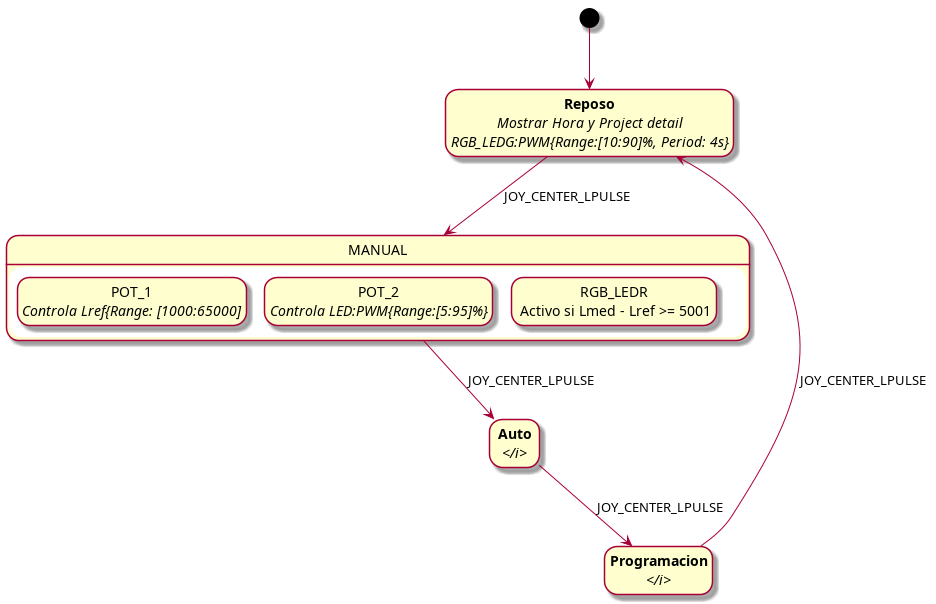 Reposo
Mostrar Hora y Project detail
RGB_LEDG:PWM{Range:[10:90]%, Period: 4s}
JOY_CENTER_LPULSE
MANUAL
POT_1
Controla Lref{Range: [1000:65000]
POT_2
Controla LED:PWM{Range:[5:95]%}
RGB_LEDR
Activo si Lmed - Lref >= 5001
JOY_CENTER_LPULSE
JOY_CENTER_LPULSE
Auto
</i>
JOY_CENTER_LPULSE
Programacion
</i>